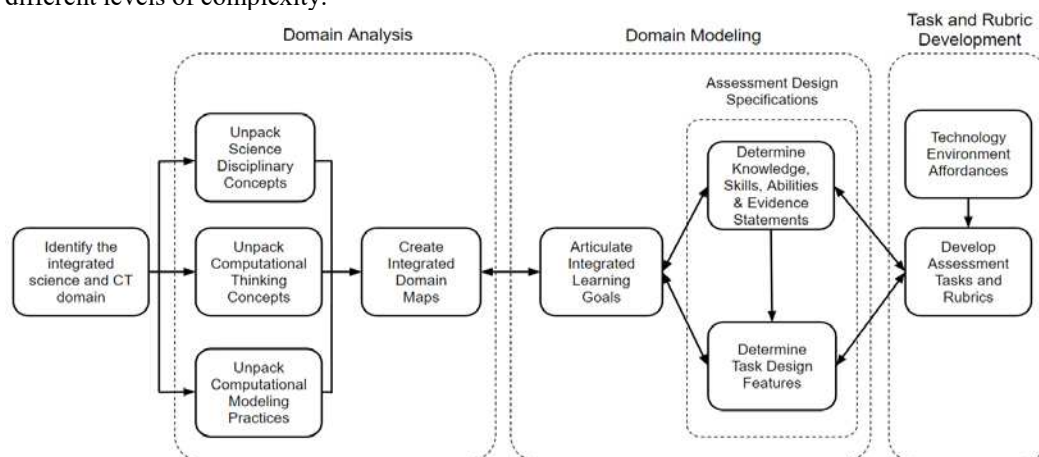 different levels of complexity.
Domain Analysis
Domain Modeling
Task and Rubric
Development
Assessment Design
Specifications
Unpack
Science
Disciplinary
Concepts
Technology
Environment
Affordances
Determine
Knowledge,
Skills, Abilities
& Evidence
Statements
Identify the
integrated
science and CT
domain
Unpack
Computational
Thinking
Concepts
Create
Integrated
Domain
Maps
Articulate
Integrated
Learning
Goals
Develop
Assessment
Tasks and
Rubrics
Unpack
Computational
Modeling
Practices
Determine
Task Design
Features